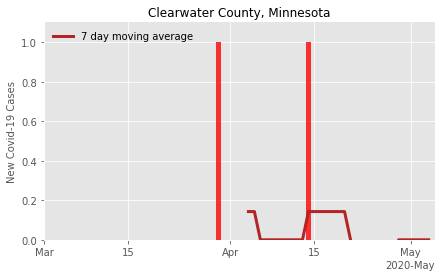 Clearwater County, Minnesota
7 day moving average
New Covid-19 Cases
1.0
0.8
0.6
0.4
0.2
0.0
Mar 15 Apr 15 May
2020-May